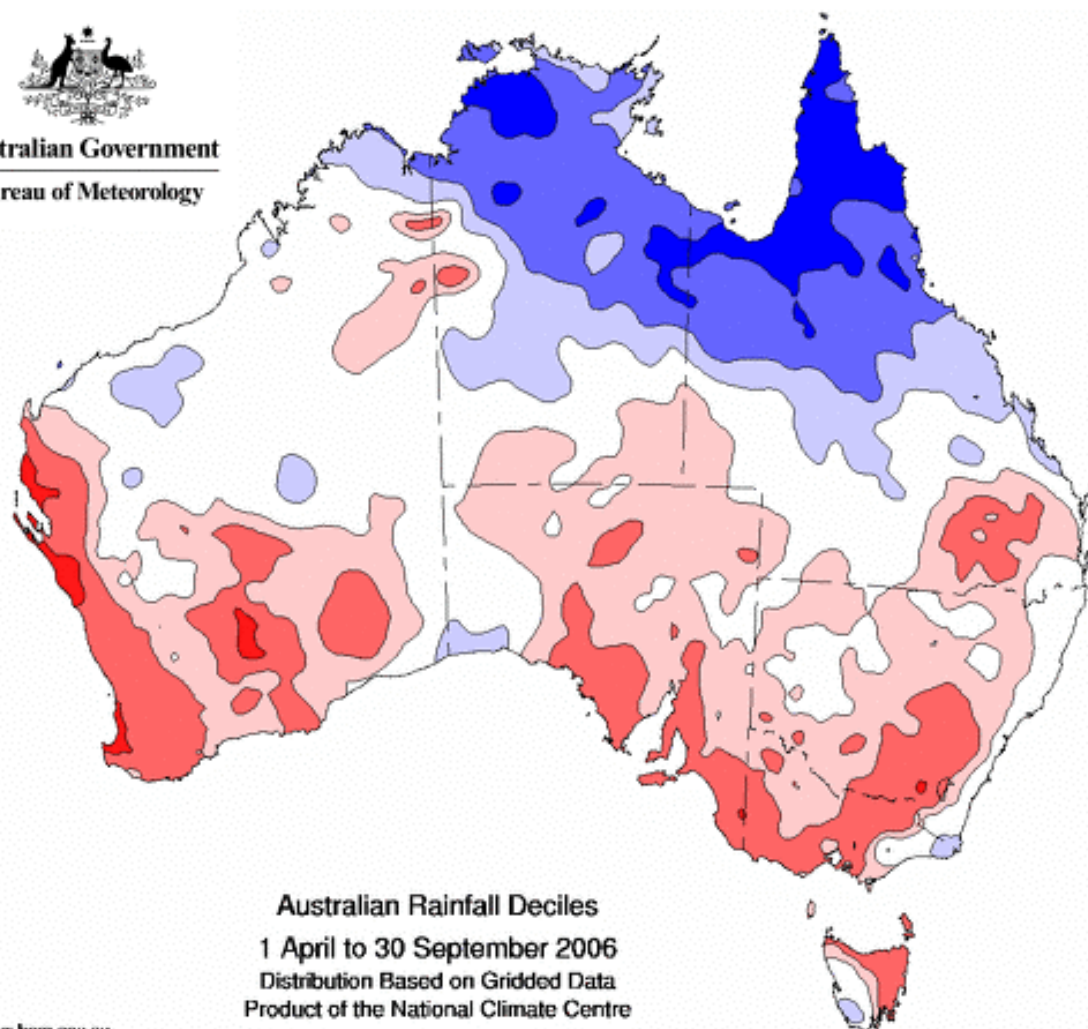 tralian Government
reau of Meteorology
Australian Rainfall Deciles
1 April to 30 September 2006
Distribution Based on Gridded Data
Product of the National Climate Centre